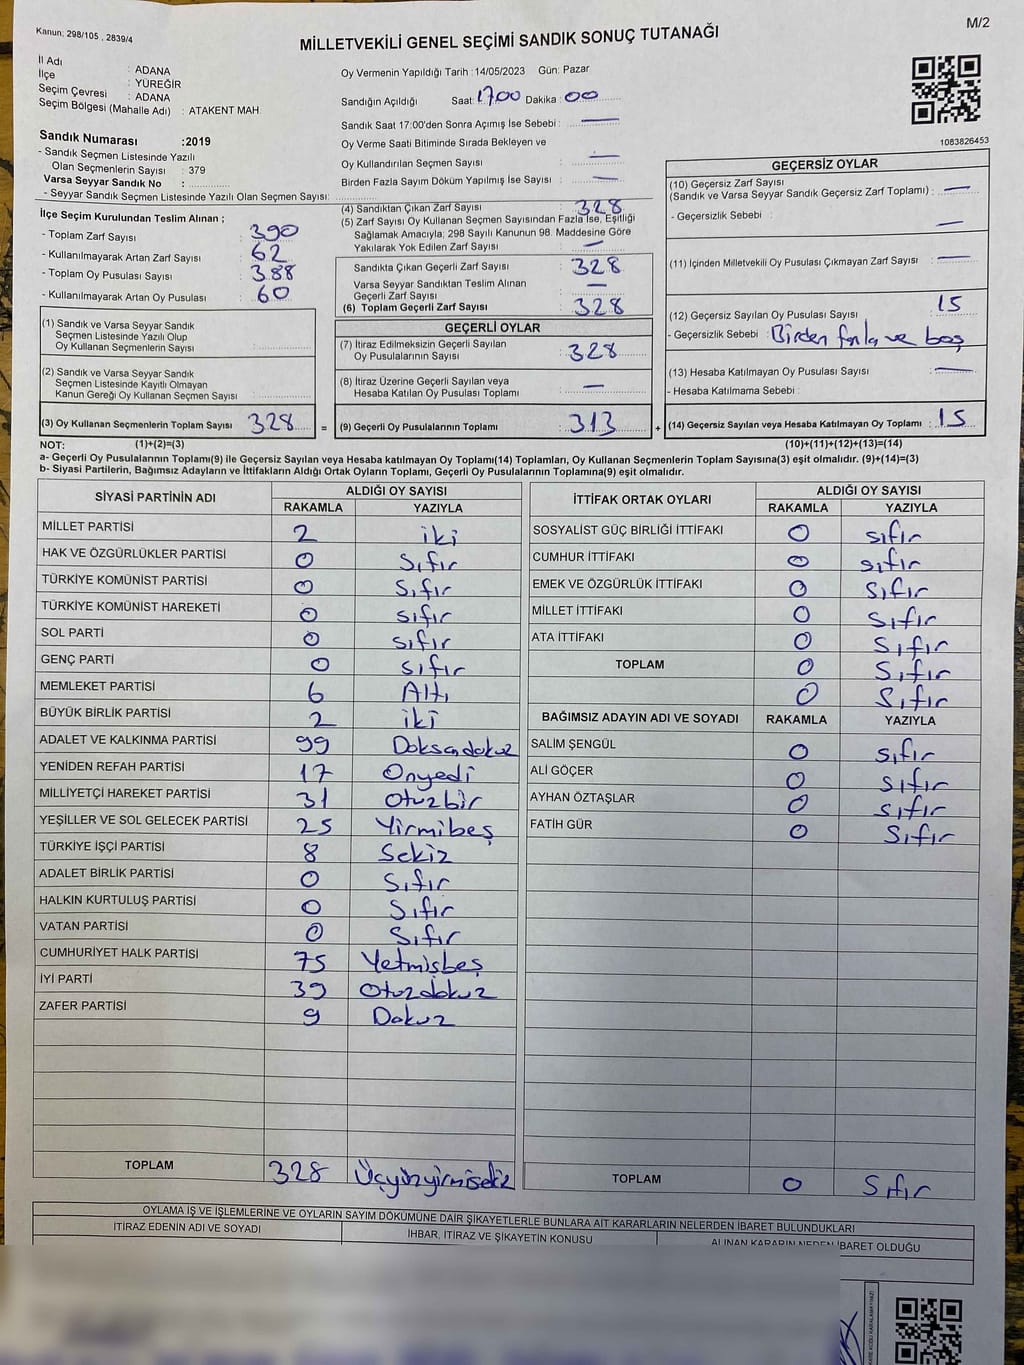 M/2
Kanun: 298/105 , 2839/4
MİLLETVEKİLİ GENEL SEÇİMİ SANDIK SONUÇ TUTANAĞI
İl Adı : ADANA
İlçe : YÜREĞİR
Seçim Çevresi : ADANA
Seçim Bölgesi (Mahalle Adı) : ATAKENT MAH.
Sandık Numarası :2019
- Sandık Seçmen Listesinde Yazılı
Olan Seçmenlerin Sayısı : 379
Varsa Seyyar Sandık No :
- Seyyar Sandık Seçmen Listesinde Yazılı Olan Seçmen Sayısı:
Oy Vermenin Yapıldığı Tarih :14/05/2023 Gün: Pazar
Sandığın Açıldığı Saat: 17.00 Dakika : 00
Sandık Saat 17:00'den Sonra Açımış İse Sebebi : —
Oy Verme Saati Bitiminde Sırada Bekleyen ve
Oy Kullandırılan Seçmen Sayısı : —
Birden Fazla Sayım Döküm Yapılmış İse Sayısı : —
1083826453
İlçe Seçim Kurulundan Teslim Alınan ;
- Toplam Zarf Sayısı : 390
- Kullanılmayarak Artan Zarf Sayısı : 62
- Toplam Oy Pusulası Sayısı : 388
- Kullanılmayarak Artan Oy Pusulası : 60
(4) Sandıktan Çıkan Zarf Sayısı : 328
(5) Zarf Sayısı Oy Kullanan Seçmen Sayısından Fazla İse, Eşitliği
Sağlamak Amacıyla; 298 Sayılı Kanunun 98. Maddesine Göre
Yakılarak Yok Edilen Zarf Sayısı : —
Sandıkta Çıkan Geçerli Zarf Sayısı : 328
Varsa Seyyar Sandıktan Teslim Alınan
Geçerli Zarf Sayısı : —
(6) Toplam Geçerli Zarf Sayısı : 328
GEÇERSİZ OYLAR
(10) Geçersiz Zarf Sayısı
(Sandık ve Varsa Seyyar Sandık Geçersiz Zarf Toplamı) : —
- Geçersizlik Sebebi : —
(11) İçinden Milletvekili Oy Pusulası Çıkmayan Zarf Sayısı : —
(12) Geçersiz Sayılan Oy Pusulası Sayısı : 15
- Geçersizlik Sebebi : Birden fazla ve boş
(13) Hesaba Katılmayan Oy Pusulası Sayısı : —
- Hesaba Katılmama Sebebi :
(14) Geçersiz Sayılan veya Hesaba Katılmayan Oy Toplamı : 15
(1) Sandık ve Varsa Seyyar Sandık
Seçmen Listesinde Yazılı Olup
Oy Kullanan Seçmenlerin Sayısı :
(2) Sandık ve Varsa Seyyar Sandık
Seçmen Listesinde Kayıtlı Olmayan
Kanun Gereği Oy Kullanan Seçmen Sayısı :
(3) Oy Kullanan Seçmenlerin Toplam Sayısı : 328 =
GEÇERLİ OYLAR
(7) İtiraz Edilmeksizin Geçerli Sayılan
Oy Pusulalarının Sayısı : 328
(8) İtiraz Üzerine Geçerli Sayılan veya
Hesaba Katılan Oy Pusulası Toplamı : —
(9) Geçerli Oy Pusulalarının Toplamı : 313 +
NOT: (1)+(2)=(3) (10)+(11)+(12)+(13)=(14)
a- Geçerli Oy Pusulalarının Toplamı(9) ile Geçersiz Sayılan veya Hesaba katılmayan Oy Pusulası Toplamı(14) Toplamları, Oy Kullanan Seçmenlerin Toplam Sayısına(3) eşit olmalıdır. (9)+(14)=(3)
b- Siyasi Partilerin, Bağımsız Adayların ve İttifakların Aldığı Ortak Oyların Toplamı, Geçerli Oy Pusulalarının Toplamına(9) eşit olmalıdır.
SİYASİ PARTİNİN ADI ALDIĞI OY SAYISI
RAKAMLA YAZIYLA
MİLLET PARTİSİ 2 iki
HAK VE ÖZGÜRLÜKLER PARTİSİ 0 Sıfır
TÜRKİYE KOMÜNİST PARTİSİ 0 Sıfır
TÜRKİYE KOMÜNİST HAREKETİ 0 sıfır
SOL PARTİ 0 sıfır
GENÇ PARTİ 0 sıfır
MEMLEKET PARTİSİ 6 Altı
BÜYÜK BİRLİK PARTİSİ 2 iki
ADALET VE KALKINMA PARTİSİ 99 Doksandokuz
YENİDEN REFAH PARTİSİ 17 Onyedi
MİLLİYETÇİ HAREKET PARTİSİ 31 Otuzbir
YEŞİLLER VE SOL GELECEK PARTİSİ 25 Yirmibeş
TÜRKİYE İŞÇİ PARTİSİ 8 Sekiz
ADALET BİRLİK PARTİSİ 0 Sıfır
HALKIN KURTULUŞ PARTİSİ 0 Sıfır
VATAN PARTİSİ 0 Sıfır
CUMHURİYET HALK PARTİSİ 75 Yetmişbeş
İYİ PARTİ 39 Otuzdokuz
ZAFER PARTİSİ 9 Dokuz
TOPLAM 328 Üçyüzyirmisekiz
İTTİFAK ORTAK OYLARI ALDIĞI OY SAYISI
RAKAMLA YAZIYLA
SOSYALİST GÜÇ BİRLİĞİ İTTİFAKI 0 sıfır
CUMHUR İTTİFAKI 0 sıfır
EMEK VE ÖZGÜRLÜK İTTİFAKI 0 Sıfır
MİLLET İTTİFAKI 0 Sıfır
ATA İTTİFAKI 0 Sıfır
TOPLAM 0 Sıfır
0 Sıfır
BAĞIMSIZ ADAYIN ADI VE SOYADI RAKAMLA YAZIYLA
SALİM ŞENGÜL 0 sıfır
ALİ GÖÇER 0 sıfır
AYHAN ÖZTAŞLAR 0 sıfır
FATİH GÜR 0 Sıfır
TOPLAM 0 Sıfır
OYLAMA İŞ VE İŞLEMLERİNE VE OYLARIN SAYIM DÖKÜMÜNE DAİR ŞİKAYETLERLE BUNLARA AİT KARARLARIN NELERDEN İBARET BULUNDUKLARI
İTİRAZ EDENİN ADI VE SOYADI İHBAR, İTİRAZ VE ŞİKAYETİN KONUSU ALINAN KARARIN NEDEN İBARET OLDUĞU